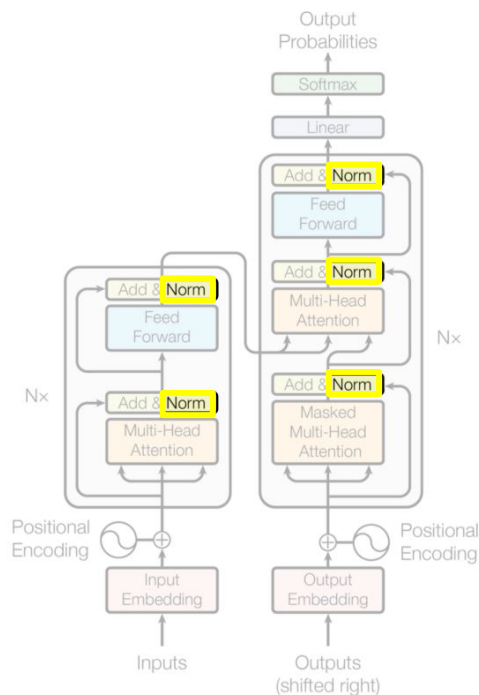 Output
Probabilities
Softmax
Linear
Add & Norm
Feed
Forward
Add & Norm
Multi-Head
Attention
Add & Norm
Masked
Multi-Head
Attention
N×
Add & Norm
Feed
Forward
Add & Norm
Multi-Head
Attention
N×
Positional
Encoding
Positional
Encoding
Input
Embedding
Output
Embedding
Inputs
Outputs
(shifted right)